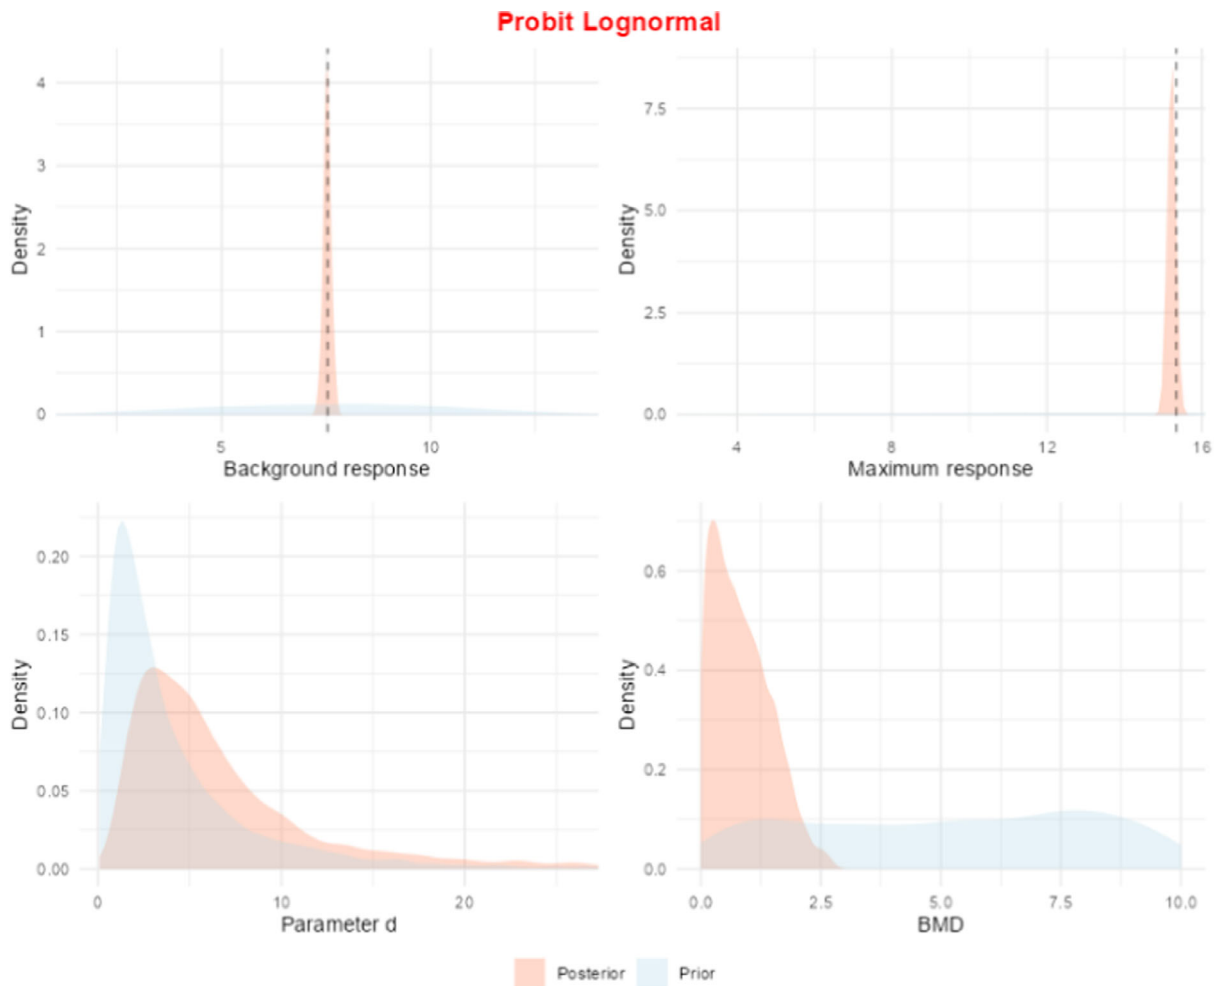 Probit Lognormal
Density
4
3
2
1
0
5 10
Background response
Density
7.5
5.0
2.5
0.0
4 8 12 16
Maximum response
Density
0.20
0.15
0.10
0.05
0.00
0 10 20
Parameter d
Density
0.6
0.4
0.2
0.0
0.0 2.5 5.0 7.5 10.0
BMD
Posterior Prior